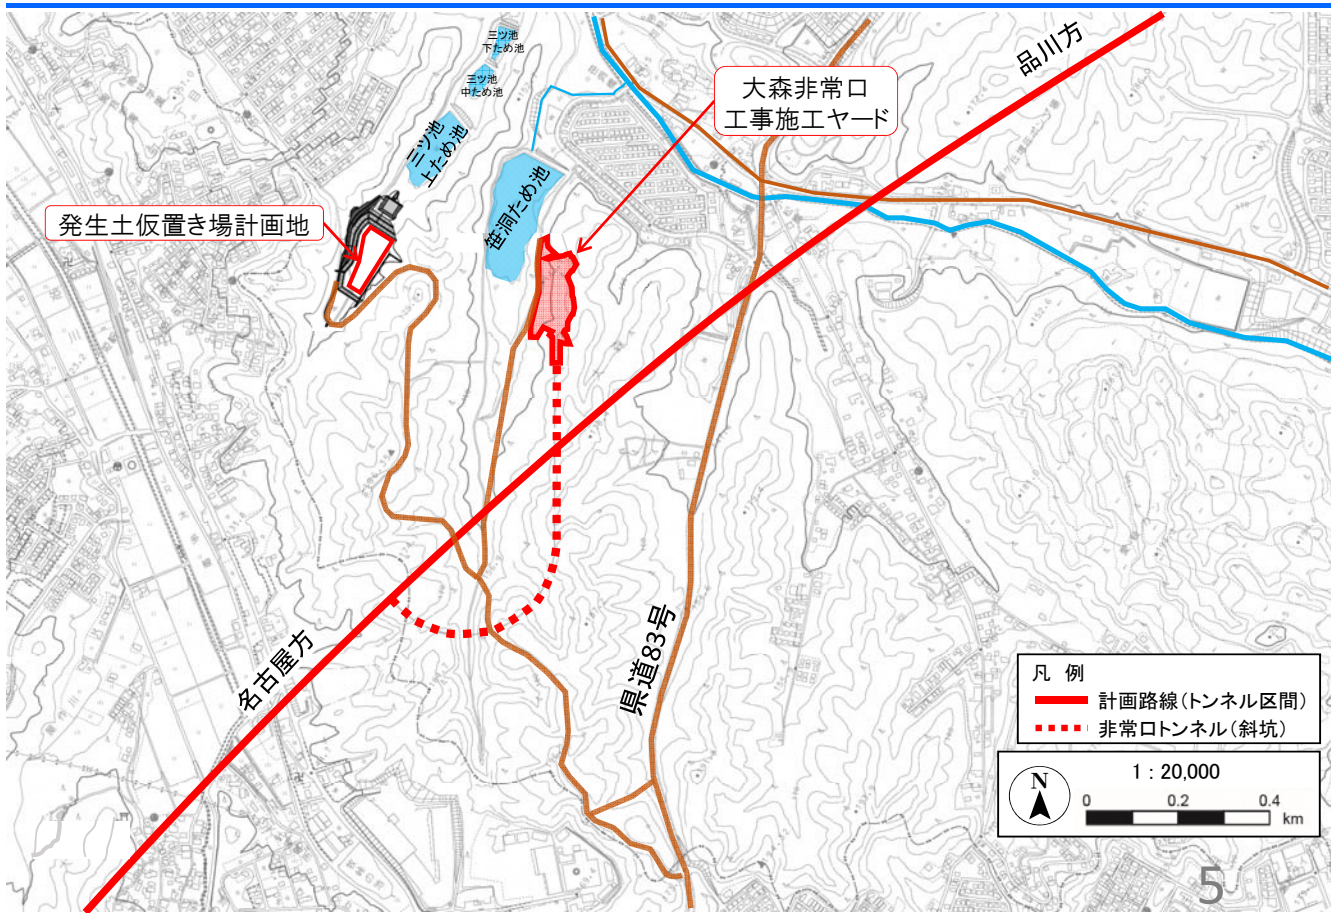 三ツ池
下ため池
三ツ池
中ため池
三ツ池
上ため池
笹洞ため池
大森非常口
工事施工ヤード
品川方
発生土仮置き場計画地
名古屋方
県道83号
凡 例
計画路線(トンネル区間)
非常口トンネル(斜坑)
N
1：20,000
0 0.2 0.4
km
5